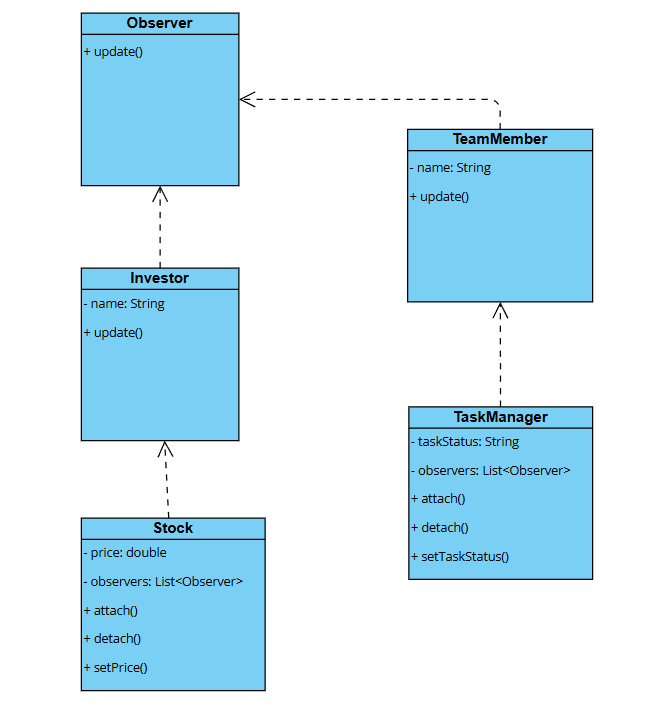 Observer
+ update()
TeamMember
- name: String
+ update()
Investor
- name: String
+ update()
TaskManager
- taskStatus: String
- observers: List<Observer>
+ attach()
+ detach()
+ setTaskStatus()
Stock
- price: double
- observers: List<Observer>
+ attach()
+ detach()
+ setPrice()